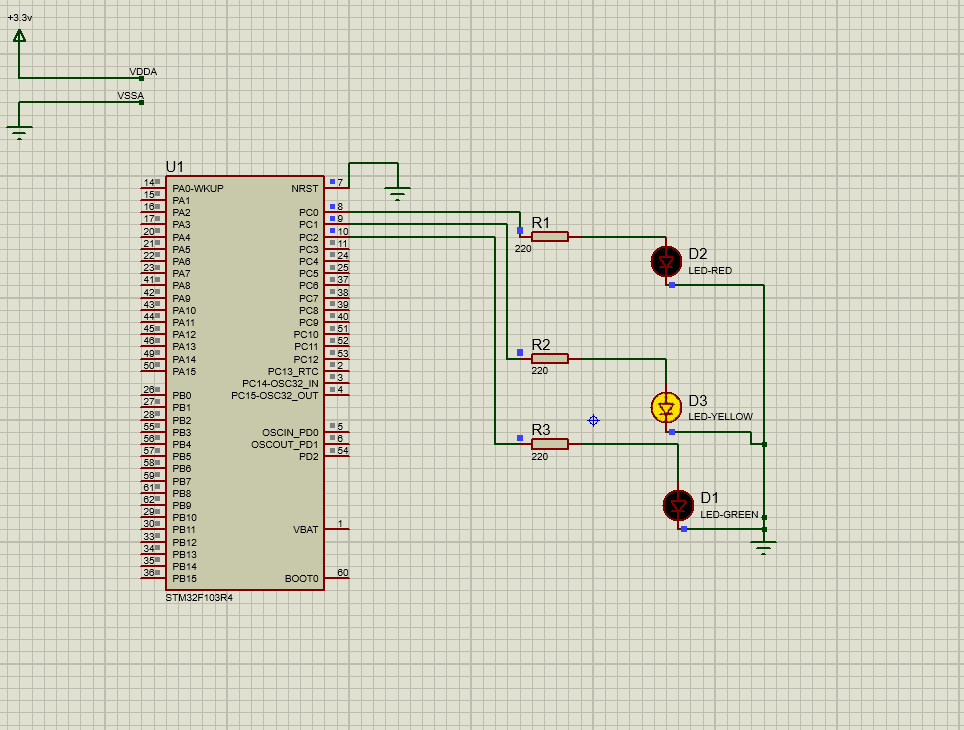 +3.3v
VDDA
VSSA
U1
14 PA0-WKUP NRST 7
15 PA1
16 PA2 PC0 8
17 PA3 PC1 9
20 PA4 PC2 10
21 PA5 PC3 11
22 PA6 PC4 24
23 PA7 PC5 25
41 PA8 PC6 37
42 PA9 PC7 38
43 PA10 PC8 39
44 PA11 PC9 40
45 PA12 PC10 51
46 PA13 PC11 52
49 PA14 PC12 53
50 PA15 PC13_RTC 2
PC14-OSC32_IN 3
26 PB0 PC15-OSC32_OUT 4
27 PB1
28 PB2
55 PB3 OSCIN_PD0 5
56 PB4 OSCOUT_PD1 6
57 PB5 PD2 54
58 PB6
59 PB7
61 PB8
62 PB9
29 PB10
30 PB11 VBAT 1
33 PB12
34 PB13
35 PB14
36 PB15 BOOT0 60
STM32F103R4
R1
220
D2
LED-RED
R2
220
D3
LED-YELLOW
R3
220
D1
LED-GREEN